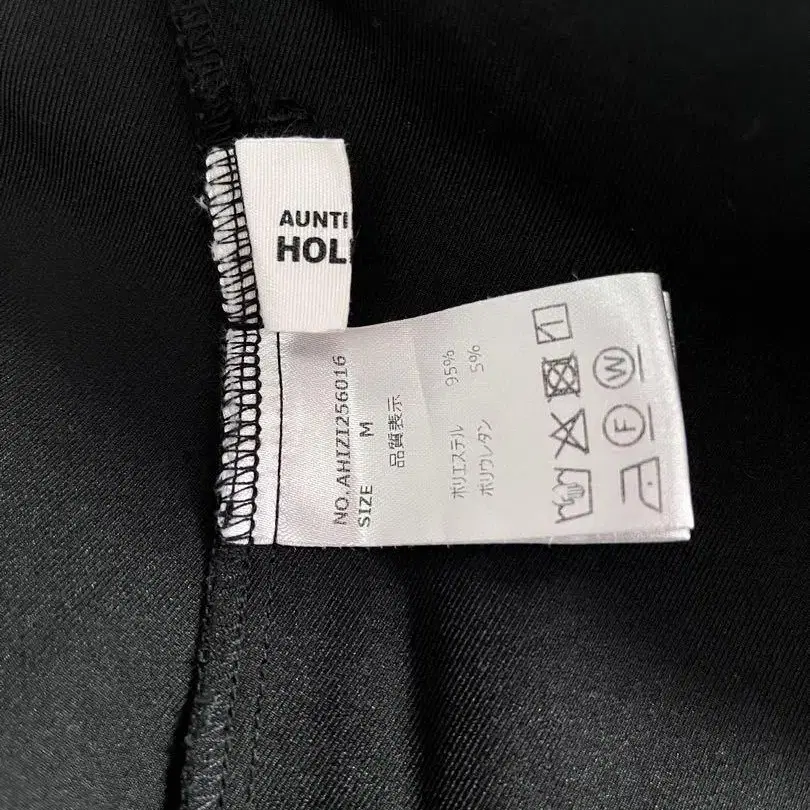 AUNTI
HOL
NO.AHIZI256016
SIZE M
品質表示
ポリエステル 95%
ポリウレタン 5%
W
F